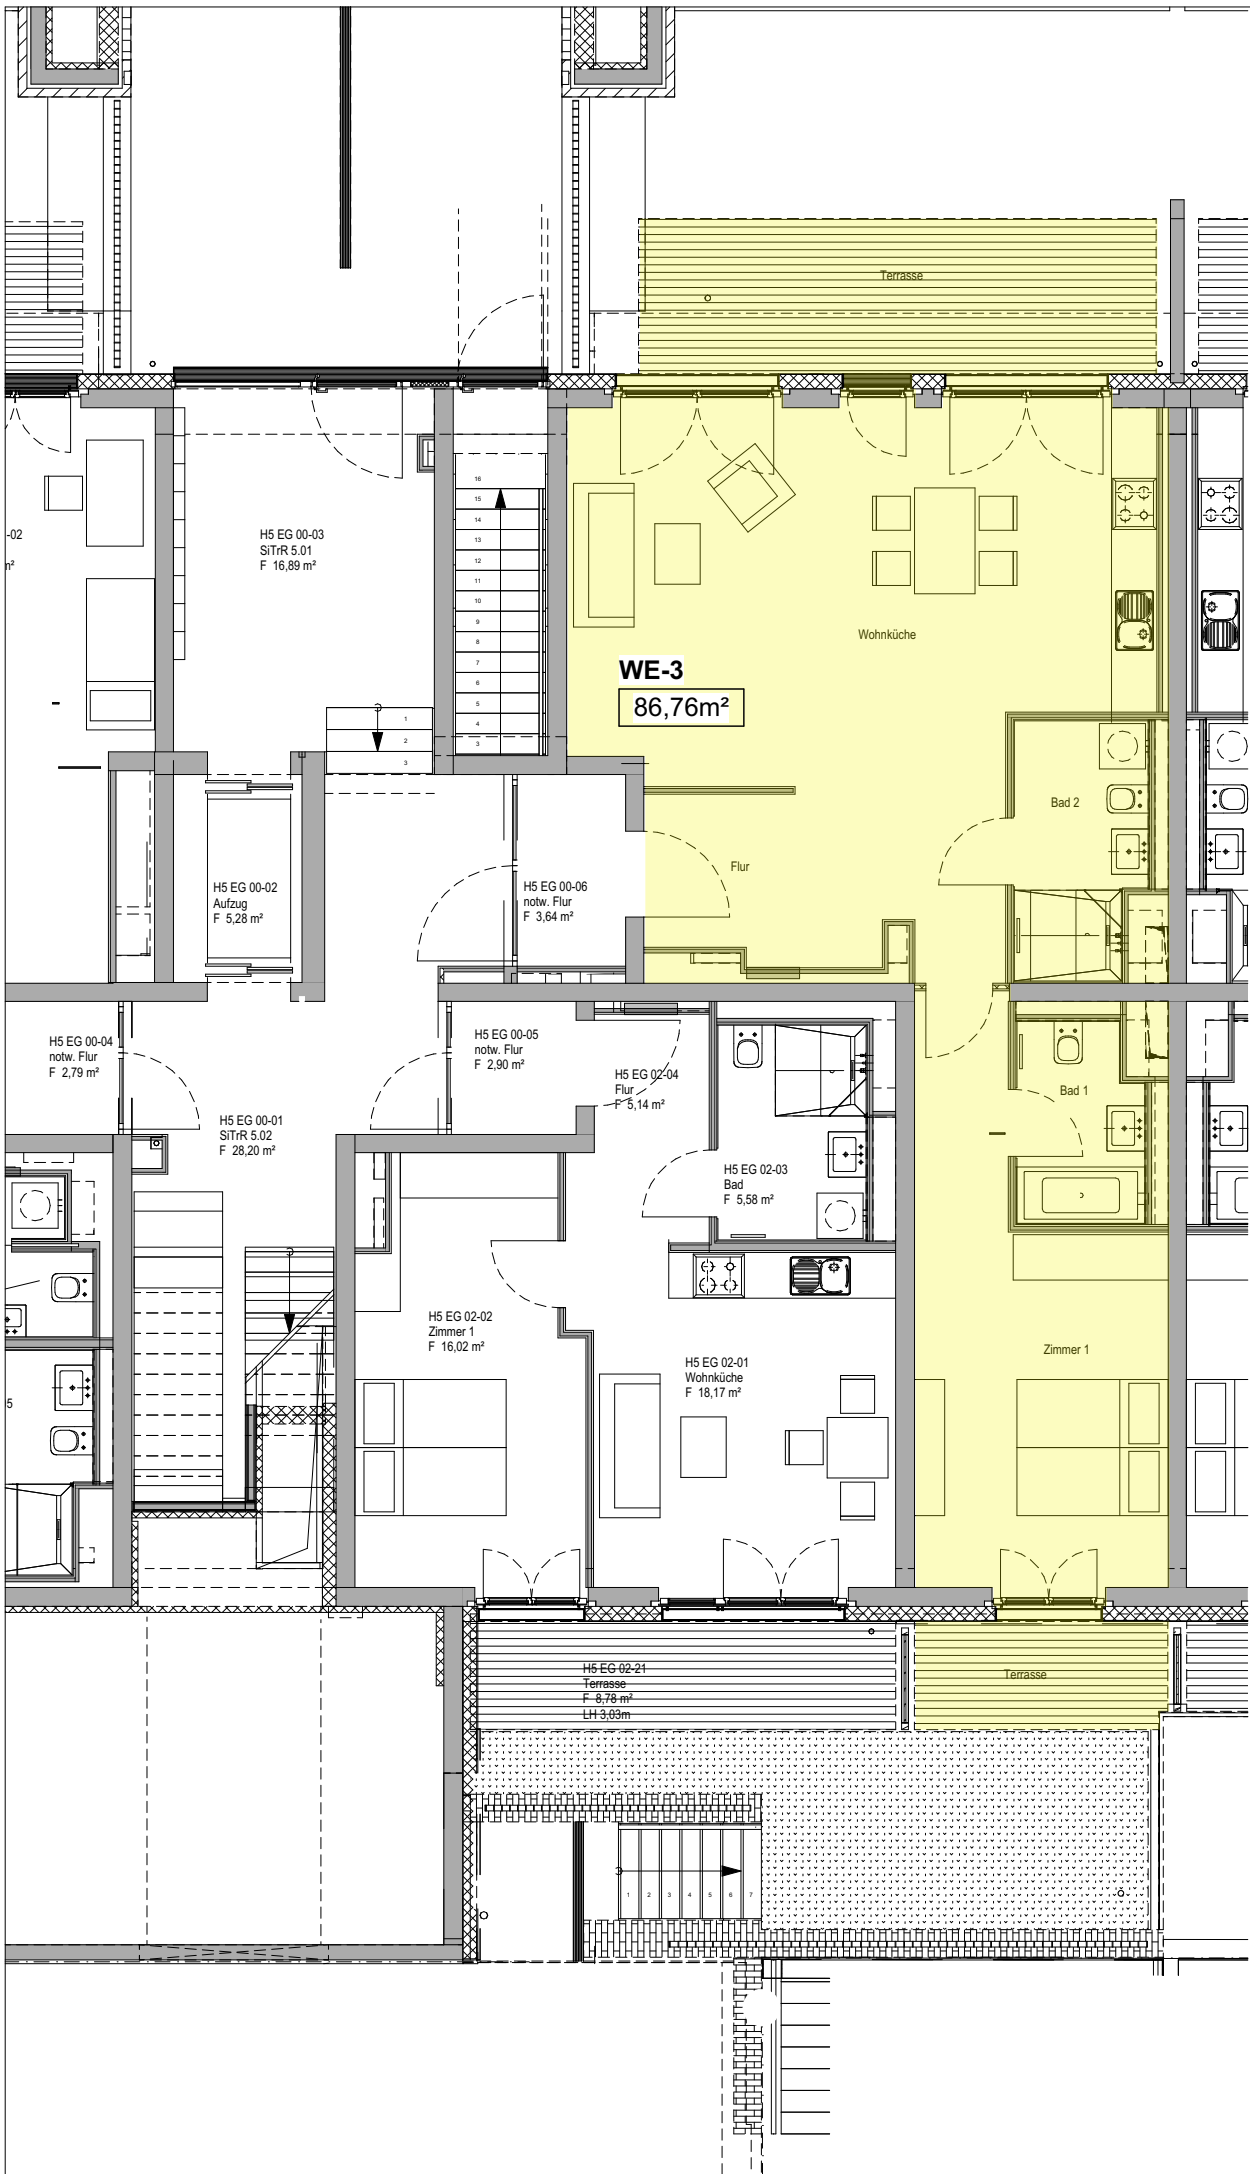 Terrasse
-02
m²
H5 EG 00-03
SiTrR 5.01
F 16,89 m²
16
15
14
13
12
11
10
9
8
7
6
5
4
3
Wohnküche
WE-3
86,76m²
1
2
3
Bad 2
Flur
H5 EG 00-02
Aufzug
F 5,28 m²
H5 EG 00-06
notw. Flur
F 3,64 m²
H5 EG 00-04
notw. Flur
F 2,79 m²
H5 EG 00-05
notw. Flur
F 2,90 m²
H5 EG 02-04
Flur
F 5,14 m²
Bad 1
H5 EG 00-01
SiTrR 5.02
F 28,20 m²
H5 EG 02-03
Bad
F 5,58 m²
H5 EG 02-02
Zimmer 1
F 16,02 m²
Zimmer 1
H5 EG 02-01
Wohnküche
F 18,17 m²
5
H5 EG 02-21
Terrasse
F 8,78 m²
LH 3,03m
Terrasse
1 2 3 4 5 6 7